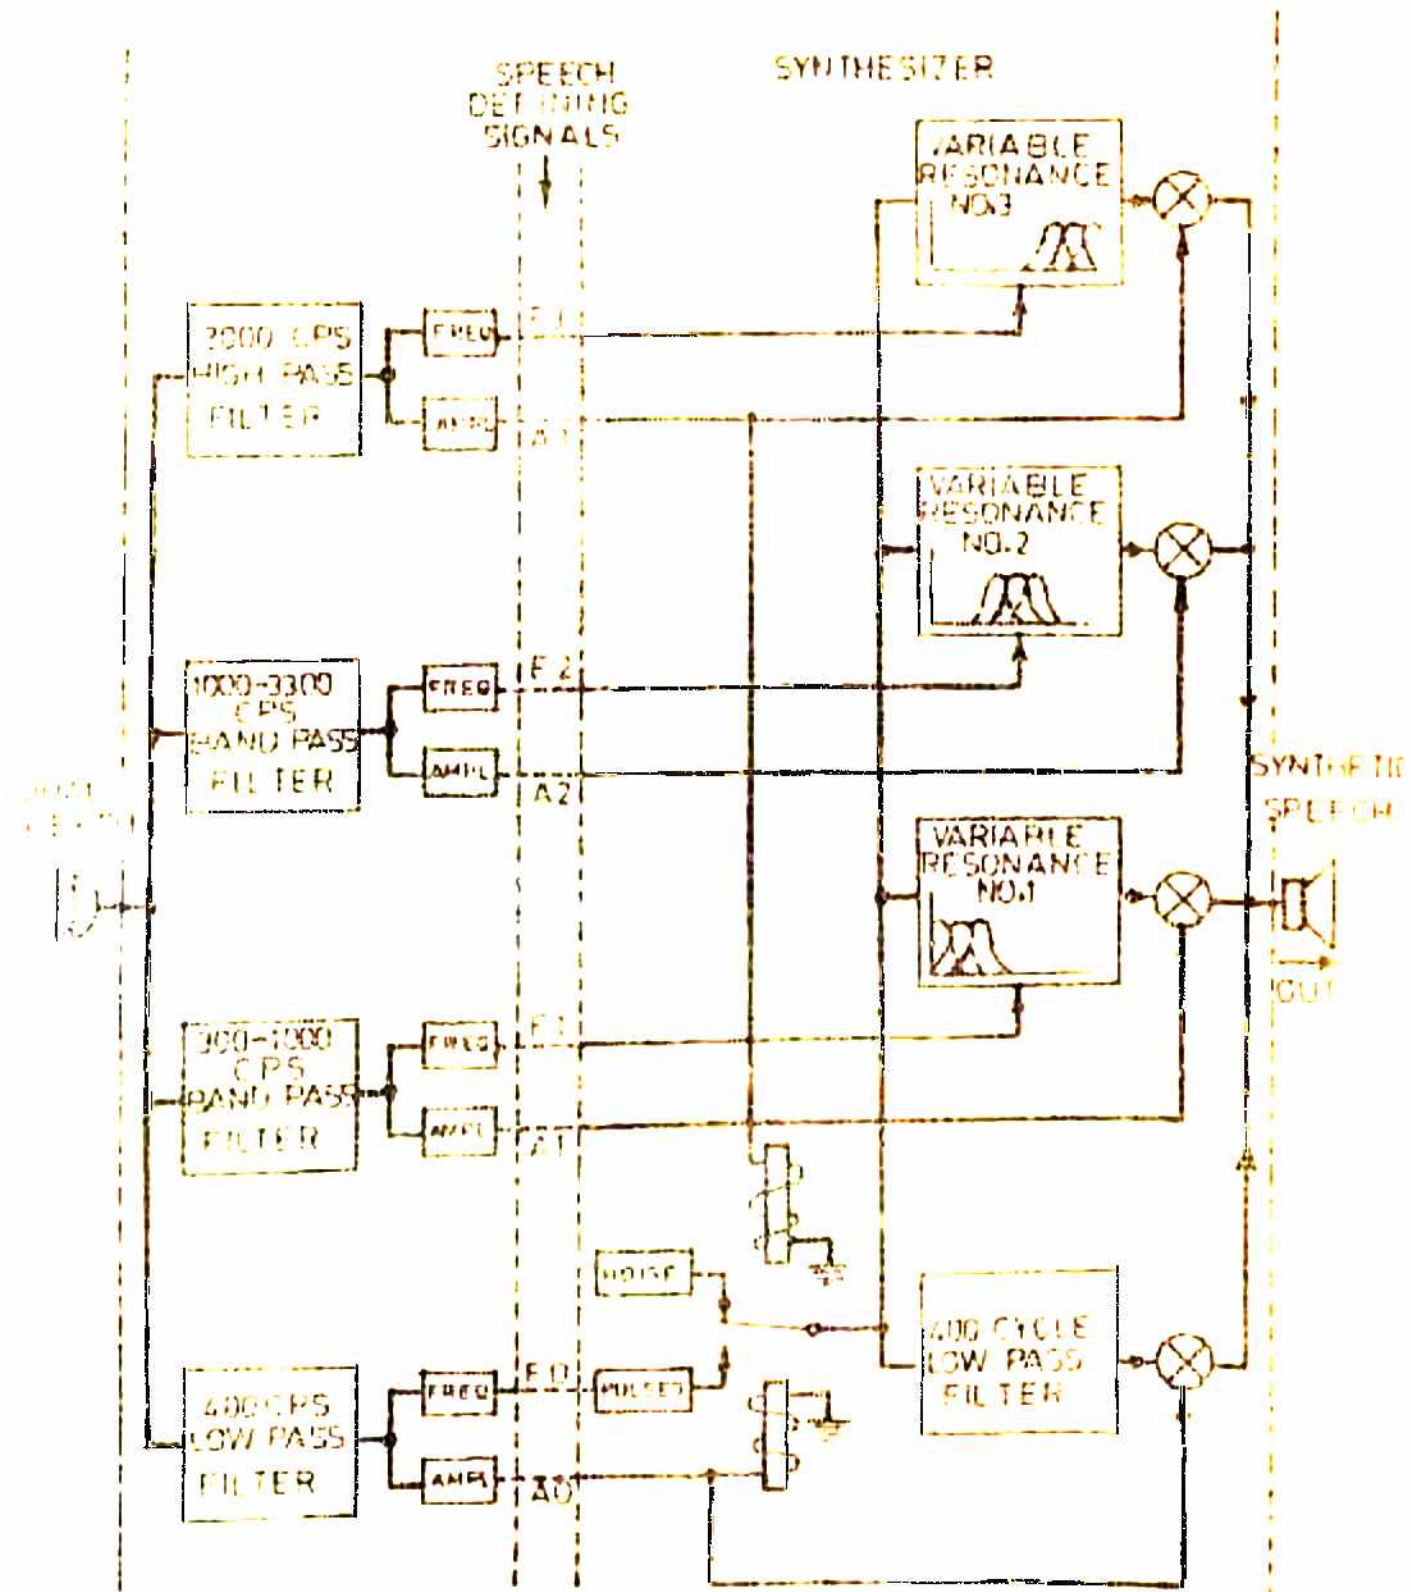 SPEECH
DEFINING
SIGNALS
SYNTHESIZER
VARIABLE
RESONANCE
NO.3
CPS
HIGH PASS
FILTER
FREQ
F3
AMPL
A3
VARIABLE
RESONANCE
NO.2
1000-3300
CPS
BAND PASS
FILTER
FREQ
F2
AMPL
A2
SYNTHETIC
SPEECH
OUT
VARIABLE
RESONANCE
NO.1
300-1000
CPS
BAND PASS
FILTER
FREQ
F1
AMPL
A1
NOISE
400 CYCLE
LOW PASS
FILTER
400 CPS
LOW PASS
FILTER
FREQ
F0
PULSES
AMPL
A0